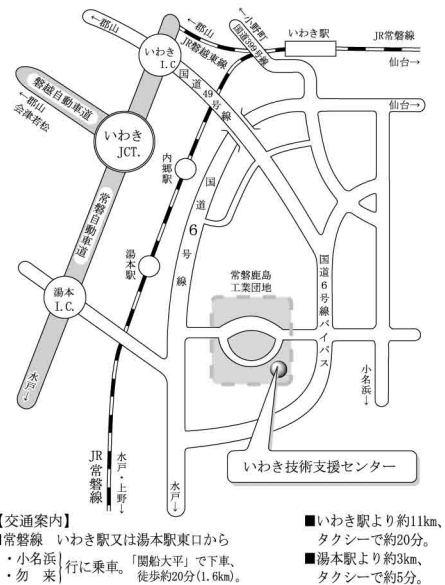 ←郡山
←郡山
JR磐越東線
←小野町
国道399号線
いわき駅
JR常磐線
仙台→
いわき
I.C.
国道49号線
仙台→
磐越自動車道
←郡山
会津若松
いわき
JCT.
内郷駅
国道6号線
常磐自動車道
湯本駅
常磐鹿島
工業団地
国道6号線バイパス
湯本
I.C.
小名浜→
水戸→
いわき技術支援センター
JR常磐線
水戸・上野→
水戸→
【交通案内】
常磐線 いわき駅又は湯本駅東口から
・小名浜
・勿 来
行に乗車。「関船大平」で下車、
徒歩約20分(1.6km)。
■いわき駅より約11km、
タクシーで約20分。
■湯本駅より約3km、
タクシーで約5分。